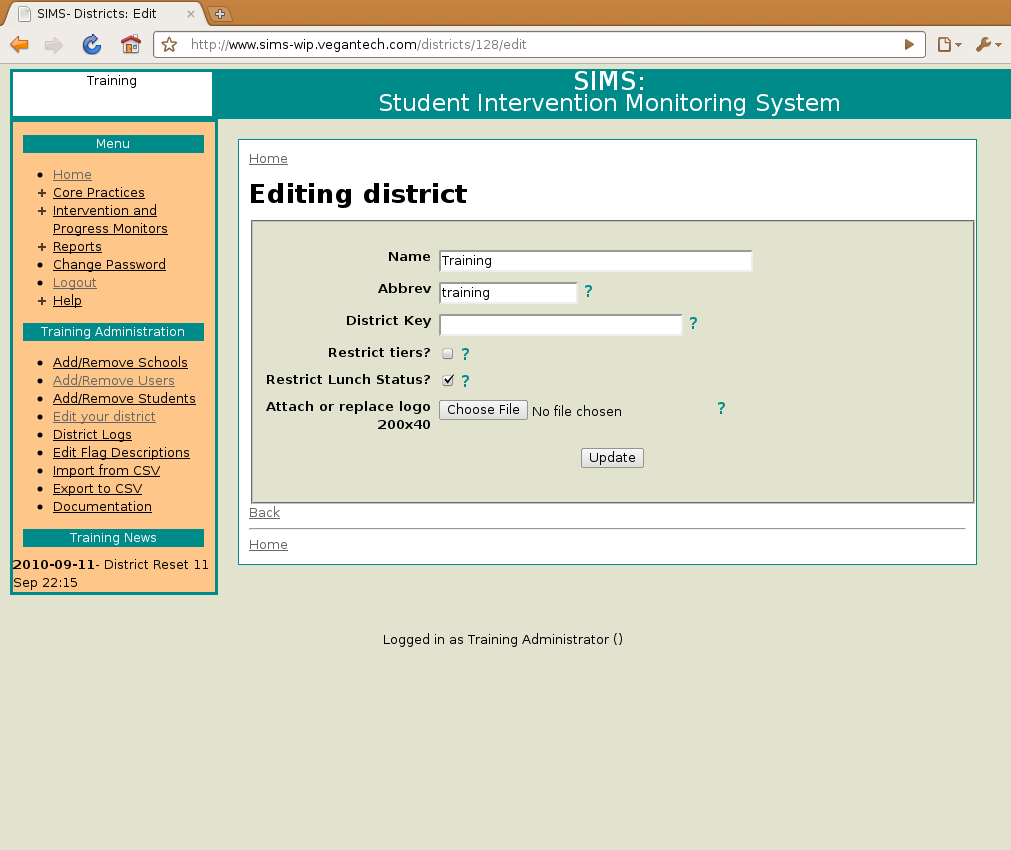 SIMS- Districts: Edit
http://www.sims-wip.vegantech.com/districts/128/edit
Training
SIMS:
Student Intervention Monitoring System
Menu
Home
Core Practices
Intervention and
Progress Monitors
Reports
Change Password
Logout
Help
Training Administration
Add/Remove Schools
Add/Remove Users
Add/Remove Students
Edit your district
District Logs
Edit Flag Descriptions
Import from CSV
Export to CSV
Documentation
Training News
2010-09-11- District Reset 11
Sep 22:15
Home
Editing district
Name Training
Abbrev training ?
District Key ?
Restrict tiers? ?
Restrict Lunch Status? ?
Attach or replace logo Choose File No file chosen ?
200x40
Update
Back
Home
Logged in as Training Administrator ()